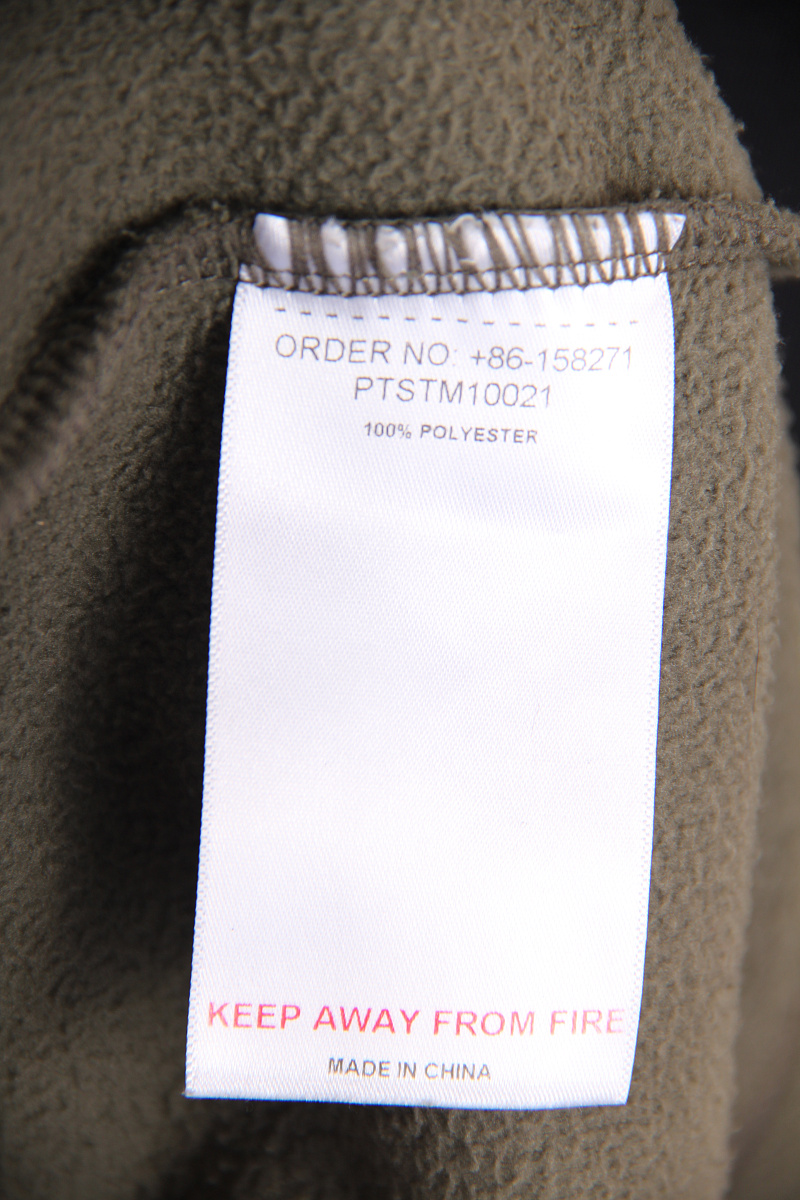 ORDER NO: +86-158271
PTSTM10021
100% POLYESTER
KEEP AWAY FROM FIRE
MADE IN CHINA